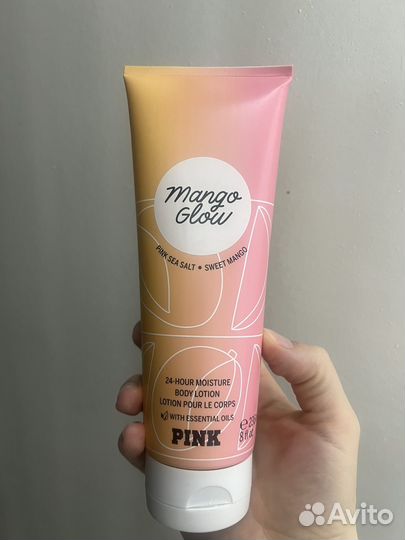 Mango
Glow
PINK SEA SALT • SWEET MANGO
24-HOUR MOISTURE
BODY LOTION
LOTION POUR LE CORPS
WITH ESSENTIAL OILS
PINK
℮ 236
8 fl oz
Avito